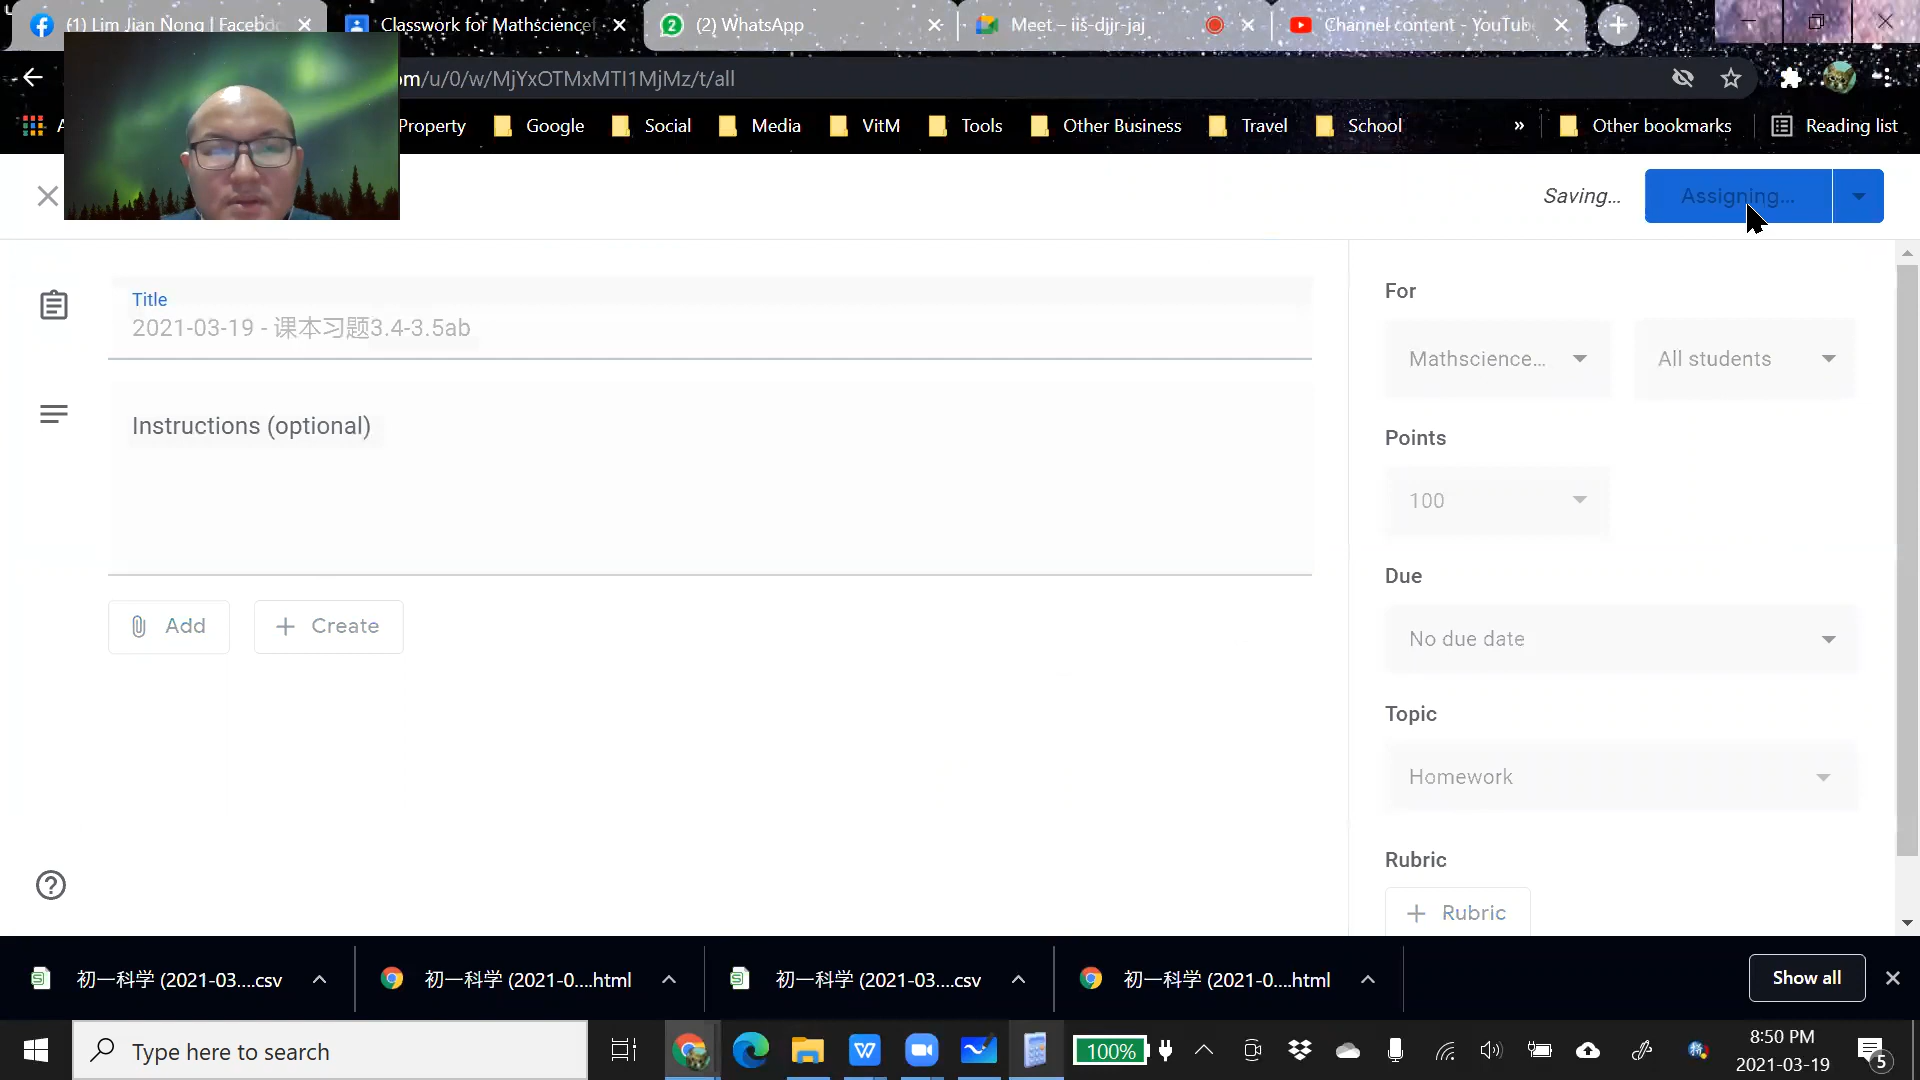 (1) Lim Jian Nong | Facebo
Classwork for Mathsciencef
(2) WhatsApp
Meet – iis-djjr-jaj
Channel content - YouTub
om/u/0/w/MjYxOTMxMTI1MjMz/t/all
Property
Google
Social
Media
VitM
Tools
Other Business
Travel
School
»
Other bookmarks
Reading list
Saving...
Assigning...
Title
2021-03-19 - 课本习题3.4-3.5ab
Instructions (optional)
Add
Create
For
Mathscience...
All students
Points
100
Due
No due date
Topic
Homework
Rubric
Rubric
初一科学 (2021-03....csv
初一科学 (2021-0....html
初一科学 (2021-03....csv
初一科学 (2021-0....html
Show all
Type here to search
100%
8:50 PM
2021-03-19
5